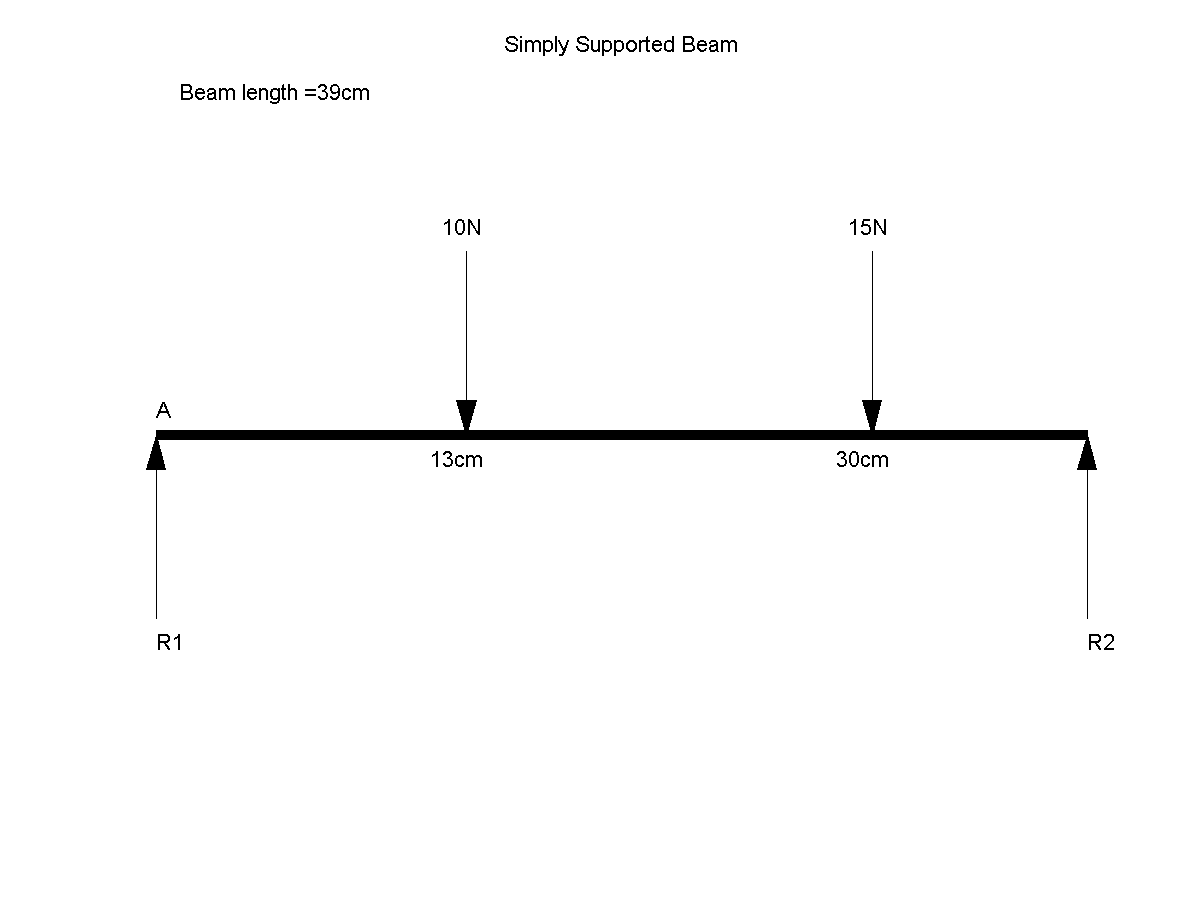 Simply Supported Beam
Beam length =39cm
10N
15N
A
13cm
30cm
R1
R2